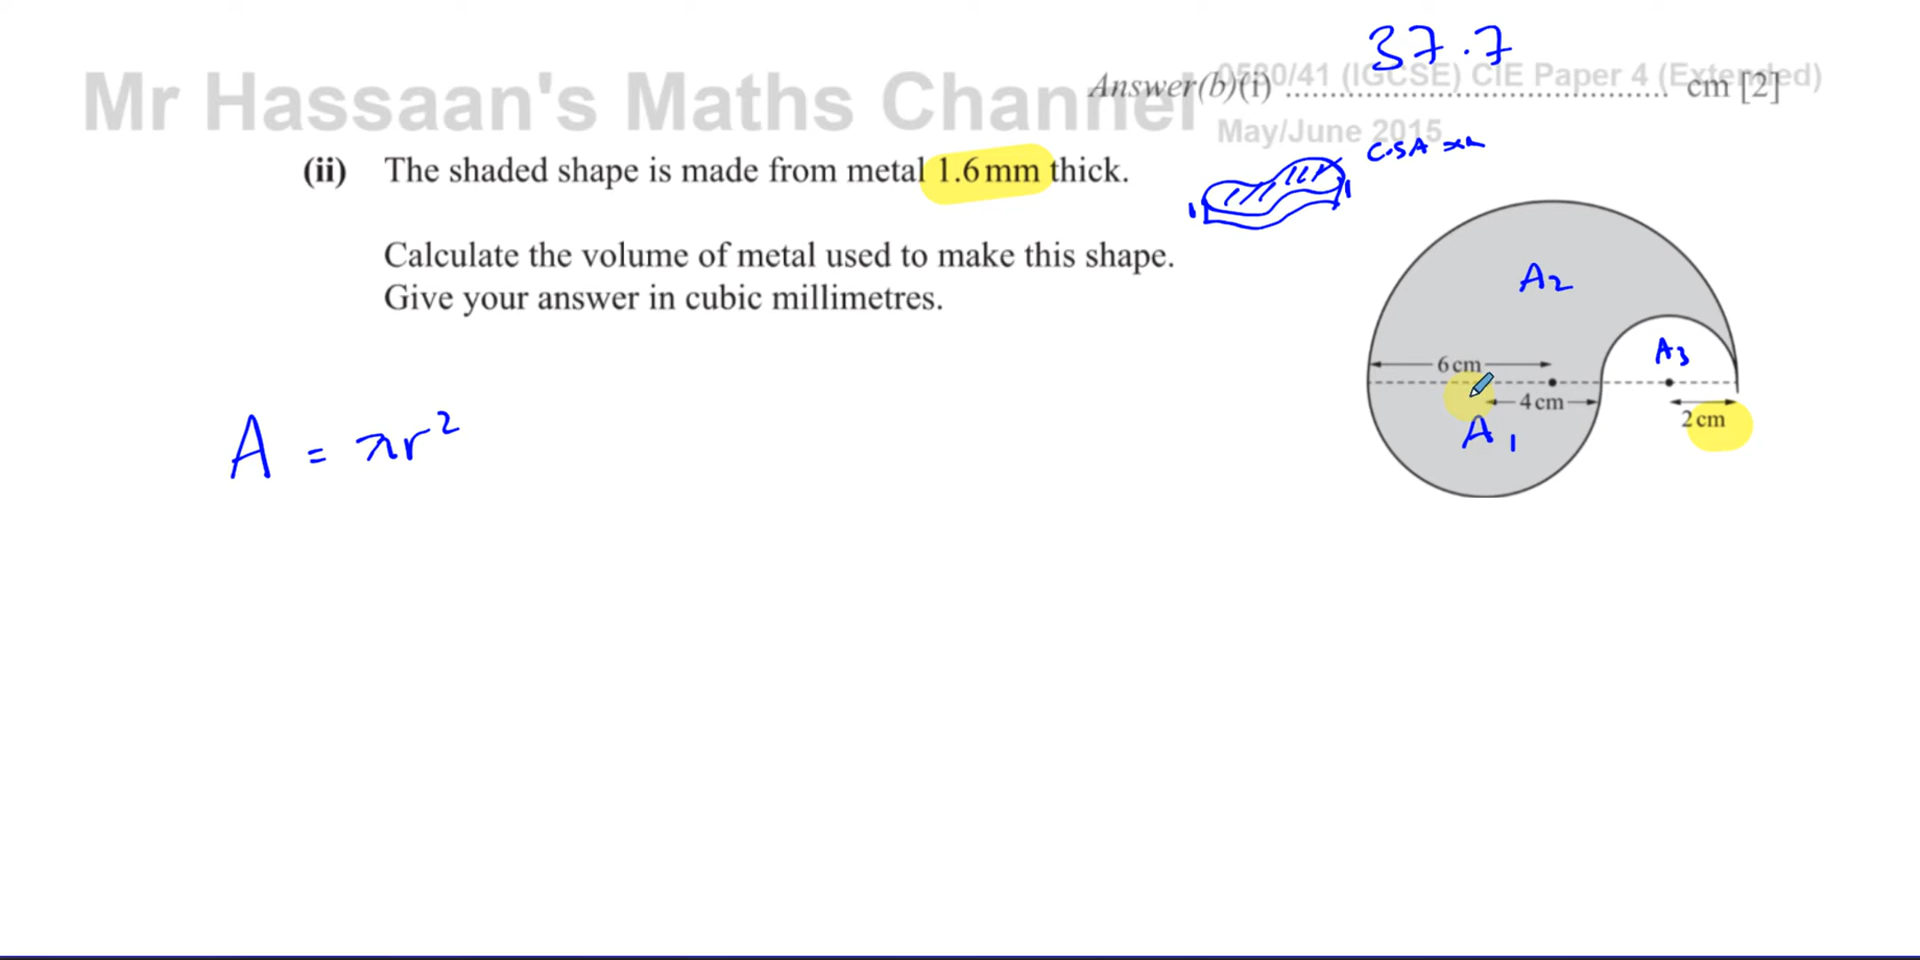 37.7
Mr Hassaan's Maths Channel
Answer(b)(i) ........................................... cm [2]
0580/41 (IGCSE) CIE Paper 4 (Extended)
May/June 2015
C.SA xL
(ii) The shaded shape is made from metal 1.6 mm thick.
Calculate the volume of metal used to make this shape.
Give your answer in cubic millimetres.
A2
A3
6 cm
4 cm
2 cm
A1
A = πr²